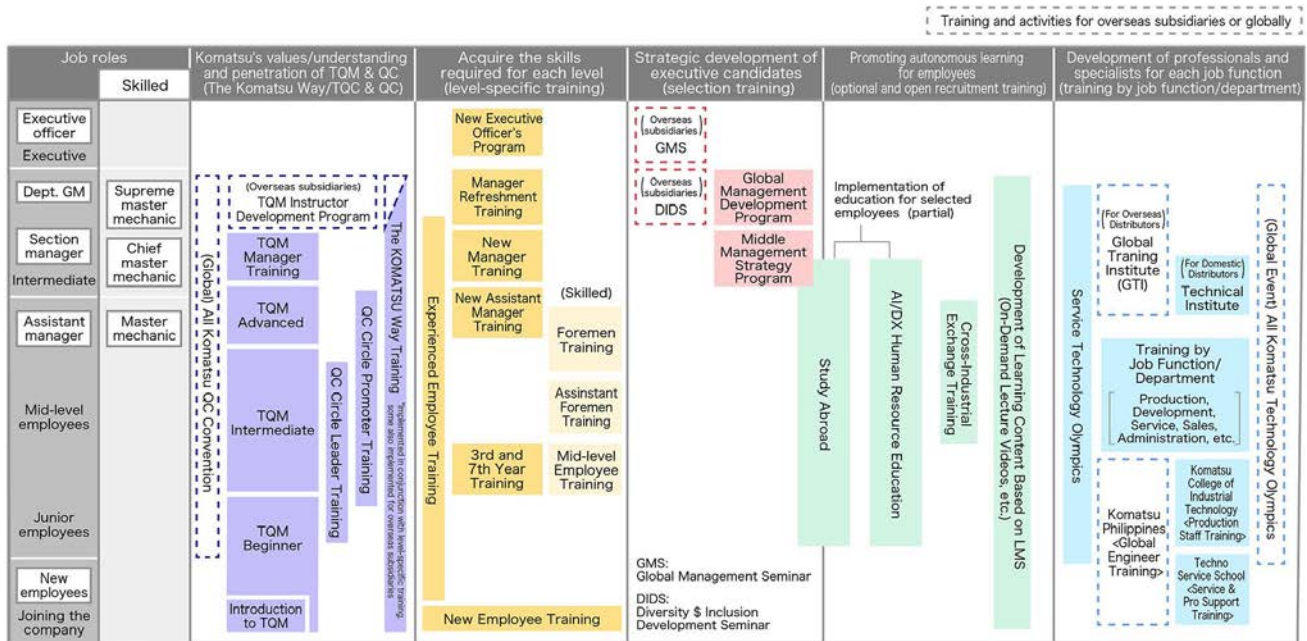 Training and activities for overseas subsidiaries or globally
Job roles
Skilled
Komatsu's values/understanding
and penetration of TQM & QC
(The Komatsu Way/TQC & QC)
Acquire the skills
required for each level
(level-specific training)
Strategic development of
executive candidates
(selection training)
Promoting autonomous learning
for employees
(optional and open recruitment training)
Development of professionals and
specialists for each job function
(training by job function/department)
Executive
officer
Executive
Dept. GM
Section
manager
Intermediate
Assistant
manager
Mid-level
employees
Junior
employees
New
employees
Joining the
company
Supreme
master
mechanic
Chief
master
mechanic
Master
mechanic
(Global) All Komatsu QC Convention
(Overseas subsidiaries)
TQM Instructor
Development Program
TQM
Manager
Training
TQM
Advanced
TQM
Intermediate
TQM
Beginner
Introduction
to TQM
QC Circle Leader Training
QC Circle Promoter Training
The KOMATSU Way Training
*Implemented in conjunction with level-specific training,
some also implemented for overseas subsidiaries
New Executive
Officer's
Program
Manager
Refreshment
Training
New
Manager
Traning
New Assistant
Manager
Training
3rd and
7th Year
Training
Experienced Employee Training
(Skilled)
Foremen
Training
Assinstant
Foremen
Training
Mid-level
Employee
Training
New Employee Training
(Overseas
subsidiaries)
GMS
(Overseas
subsidiaries)
DIDS
Global
Management
Development
Program
Middle
Management
Strategy
Program
GMS:
Global Management Seminar
DIDS:
Diversity $ Inclusion
Development Seminar
Implementation of
education for selected
employees (partial)
Study Abroad
AI/DX Human Resource Education
Cross-Industrial
Exchange Training
Development of Learning Content Based on LMS
(On-Demand Lecture Videos, etc.)
Service Technology Olympics
(For Overseas)
Distributors
Global
Traning
Institute
(GTI)
(For Domestic)
Distributors
Technical
Institute
Training by
Job Function/
Department
Production,
Development,
Service, Sales,
Administration, etc.
Komatsu
Philippines
<Global
Engineer
Training>
Komatsu
College of
Industrial
Technology
<Production
Staff Training>
Techno
Service School
<Service &
Pro Support
Training>
(Global Event) All Komatsu Technology Olympics